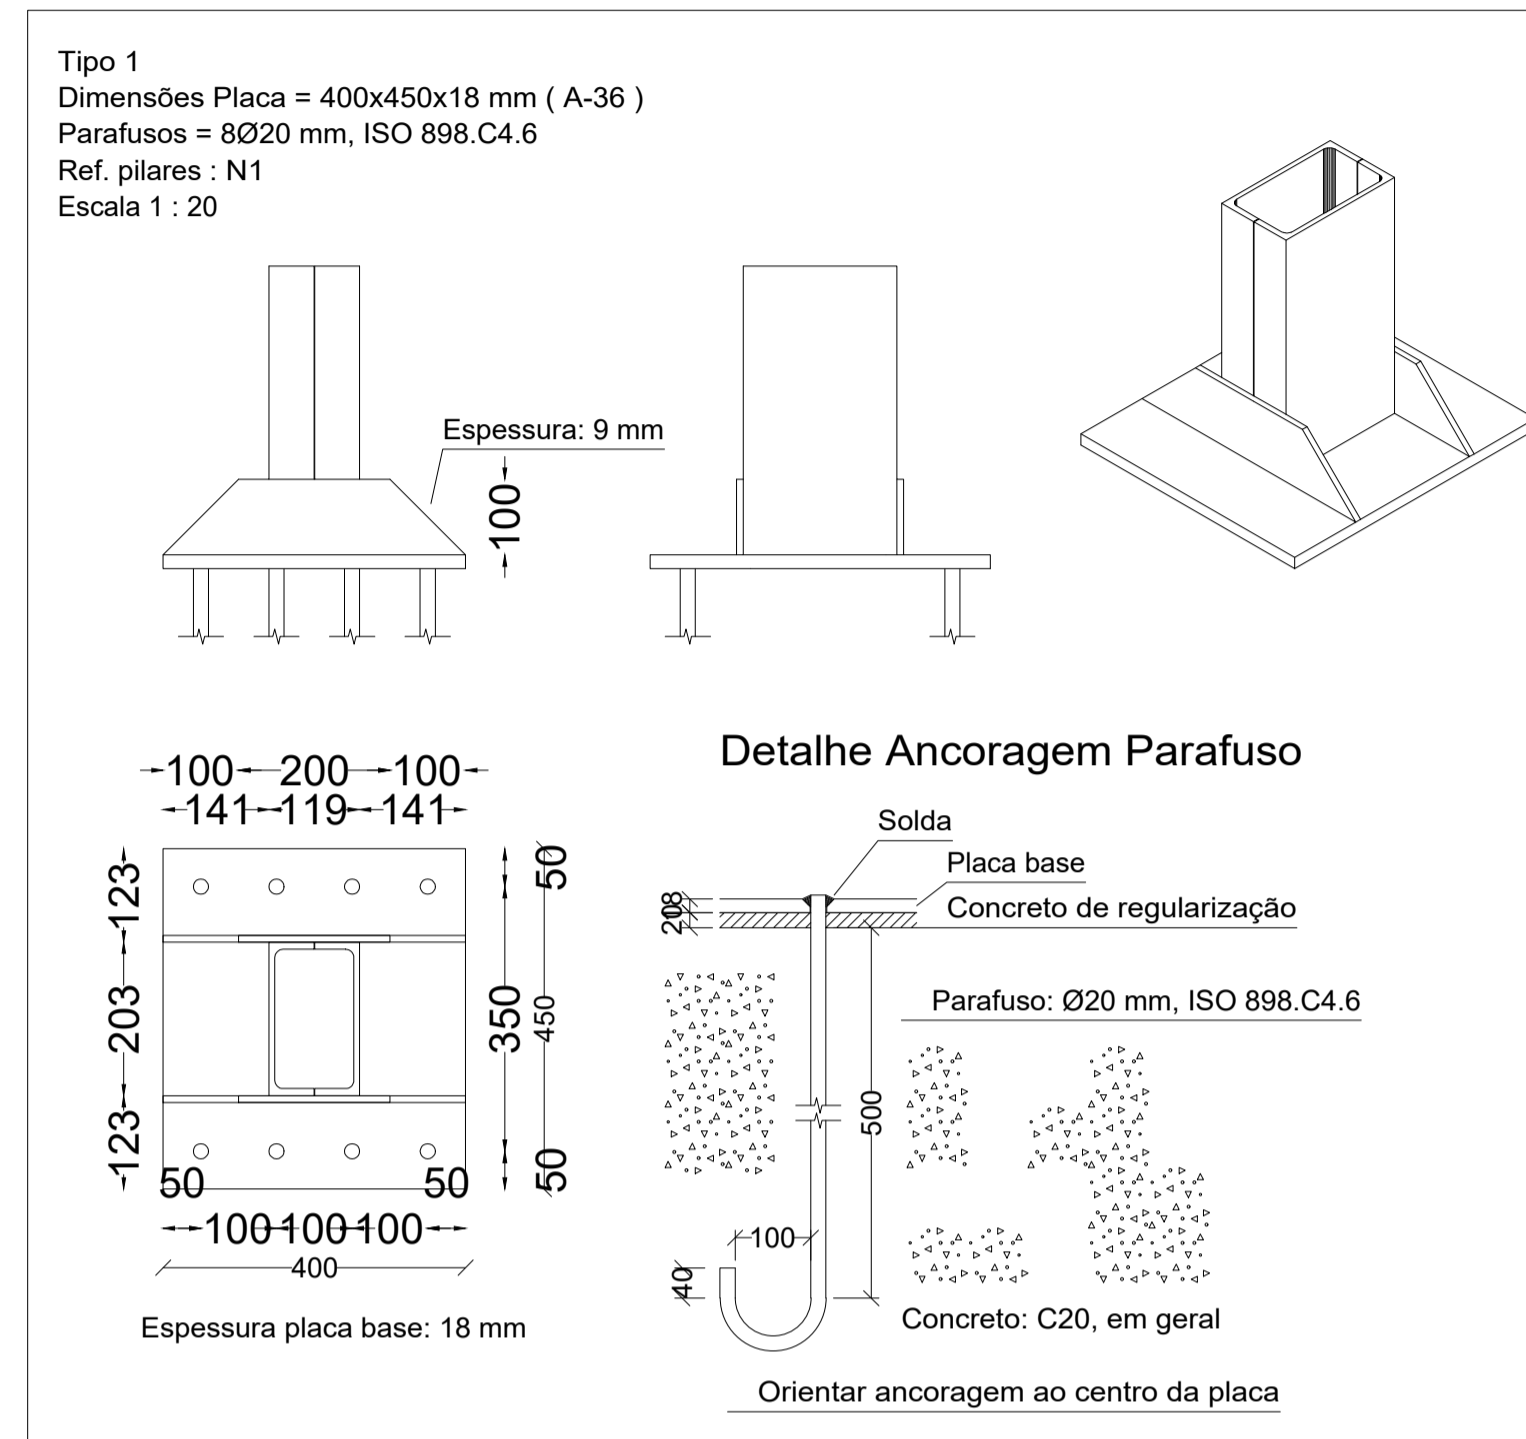 Tipo 1
Dimensões Placa = 400x450x18 mm ( A-36 )
Parafusos = 8Ø20 mm, ISO 898.C4.6
Ref. pilares : N1
Escala 1 : 20
Espessura: 9 mm
100
100 200 100
141 119 141
123
203
123
50
350
450
50
50 50
100 100 100
400
Espessura placa base: 18 mm
Detalhe Ancoragem Parafuso
Solda
Placa base
Concreto de regularização
18
20
Parafuso: Ø20 mm, ISO 898.C4.6
500
100
40
Concreto: C20, em geral
Orientar ancoragem ao centro da placa